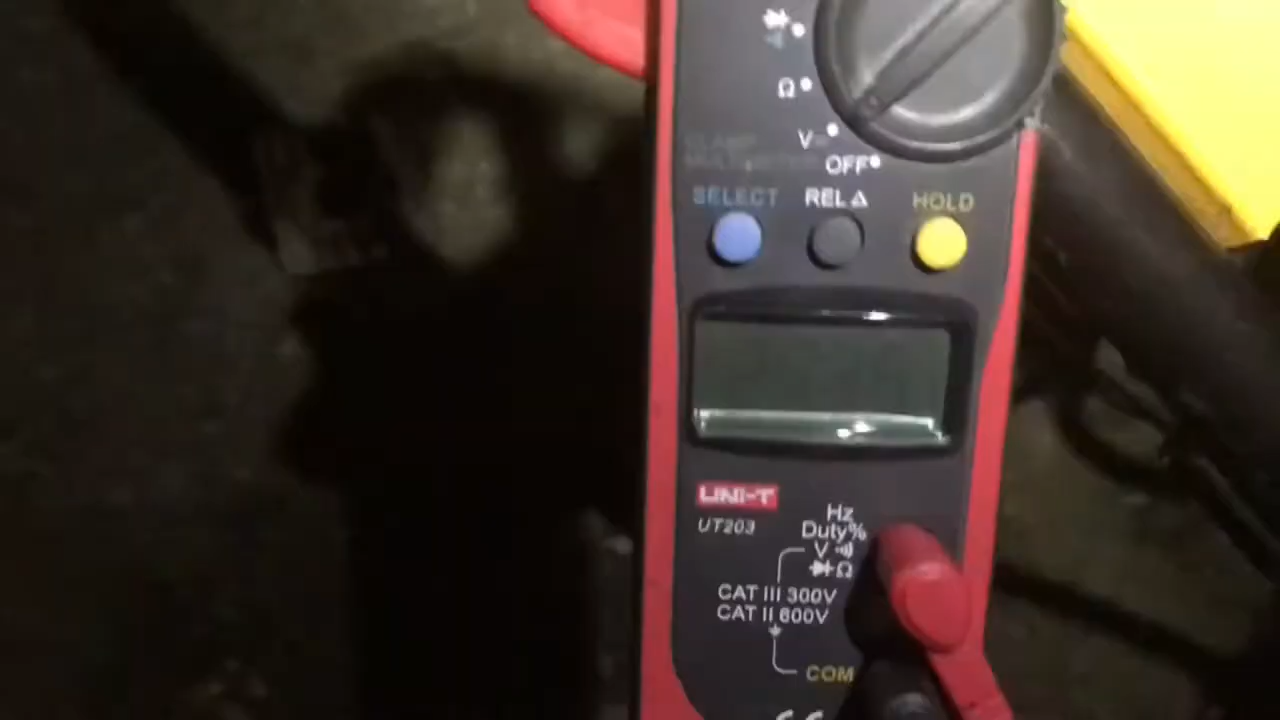 Ω
V⎓
OFF
SELECT REL △ HOLD
UNI-T
UT203
Hz
Duty%
V
Ω
CAT III 300V
CAT II 600V
COM